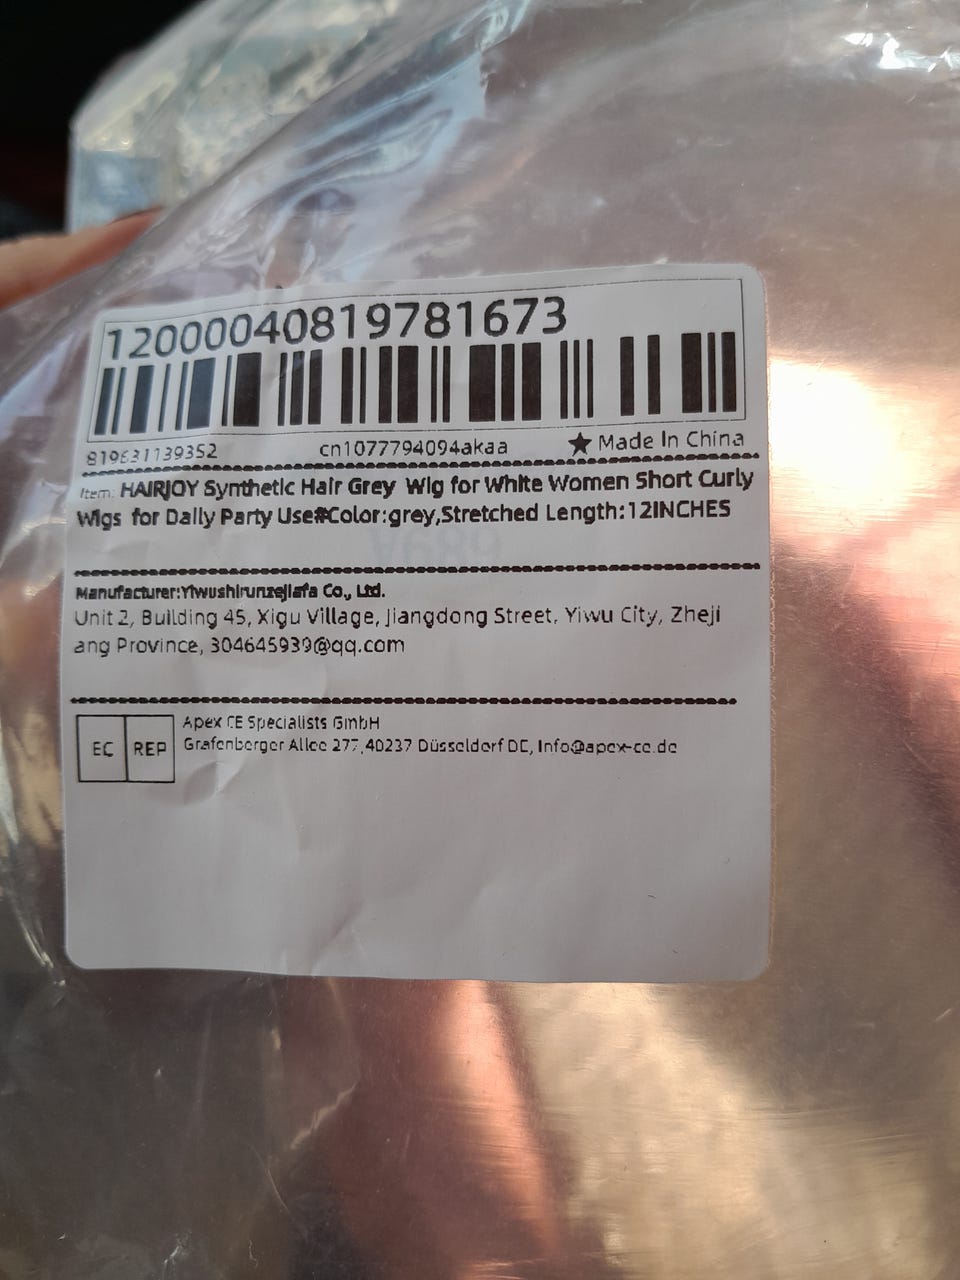 12000040819781673
819631139352 cn1077794094akaa ★ Made In China
Item: HAIRJOY Synthetic Hair Grey Wig for White Women Short Curly
Wigs for Daily Party Use#Color:grey,Stretched Length:12INCHES
Manufacturer:Yiwushirunzejiafa Co., Ltd.
Unit 2, Building 45, Xigu Village, Jiangdong Street, Yiwu City, Zheji
ang Province, 304645939@qq.com
EC REP
Apex CE Specialists GmbH
Grafenberger Allee 277,40237 Düsseldorf DE, Info@apex-ce.de